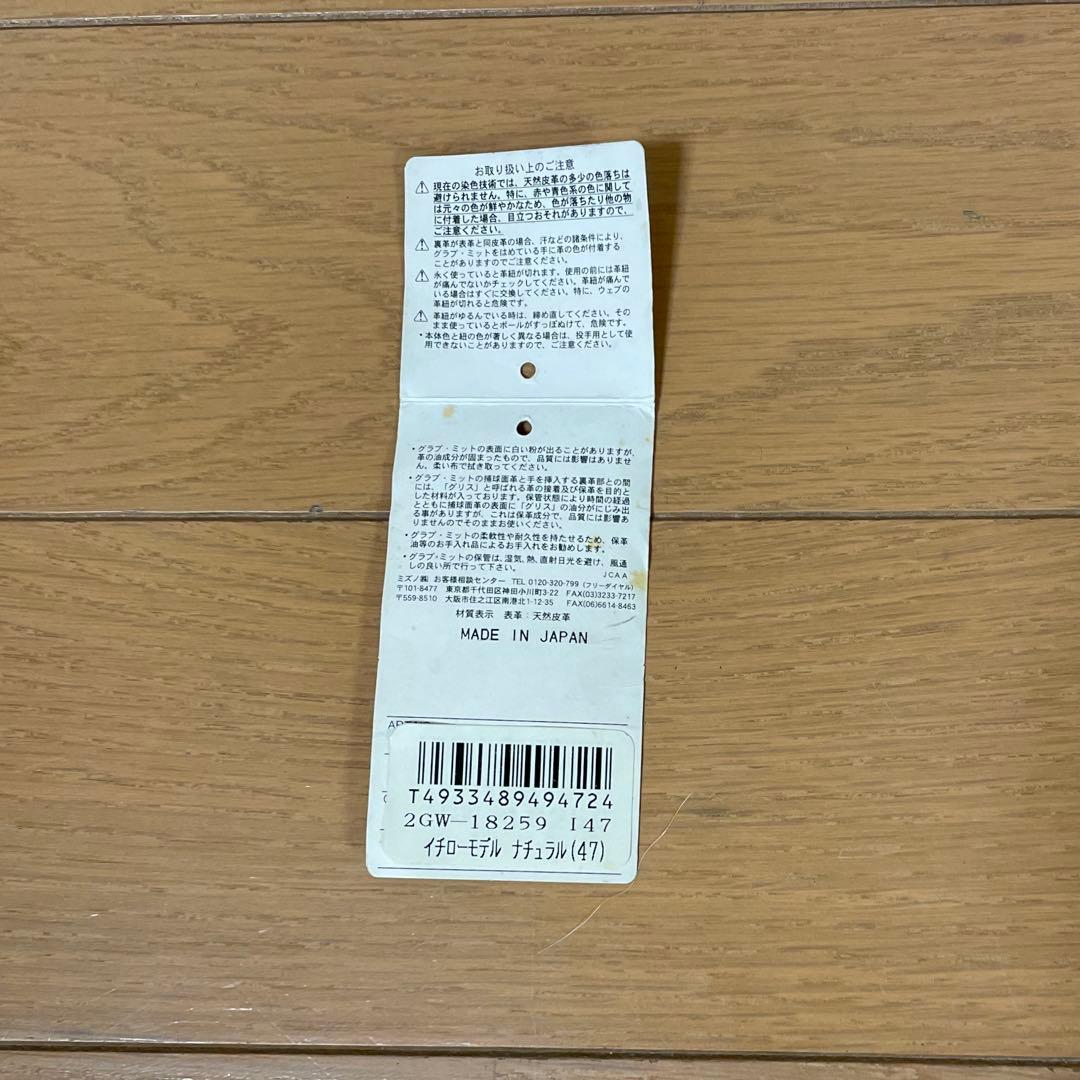 お取り扱い上のご注意
現在の染色技術では、天然皮革の多少の色落ちは
避けられません。特に、赤や青色系の色に関して
は元々の色が鮮やかなため、色が落ちたり他の物
に付着した場合、目立つおそれがありますので、
ご注意ください。
裏革が表革と同皮革の場合、汗などの諸条件により、
グラブ・ミットをはめている手に革の色が付着する
ことがありますのでご注意ください。
永く使っていると革紐が切れます。使用の前には革紐
が痛んでないかチェックしてください。革紐が痛んで
いる場合はすぐに交換してください。特に、ウェブの
革紐が切れると危険です。
革紐がゆるんでいる時は、締め直してください。その
まま使っているとボールがすっぽぬけて、危険です。
・本体色と紐の色が著しく異なる場合は、投手用として使
用できないことがありますので、ご注意ください。
・グラブ・ミットの表面に白い粉が出ることがありますが、
革の油成分が固まったもので、品質には影響はありませ
ん。柔い布で拭き取ってください。
・グラブ・ミットの捕球面革と手を挿入する裏革部との間
には、「グリス」と呼ばれる革の接着及び保革を目的と
した材料が入っております。保管状態により時間の経過
とともに捕球面革の表面に「グリス」の油分がにじみ出
る事がありますが、これは保革成分で、品質には影響あ
りませんのでそのままお使いください。
・グラブ・ミットの柔軟性や耐久性を持たせるため、保革
油等のお手入れ品によるお手入れをお勧めします。
・グラブ・ミットの保管は、湿気、熱、直射日光を避け、風通
しの良い所で行って下さい。
JCAA
ミズノ㈱ お客様相談センター TEL 0120-320-799 (フリーダイヤル)
〒101-8477 東京都千代田区神田小川町3-22 FAX(03)3233-7217
〒559-8510 大阪市住之江区南港北1-12-35 FAX(06)6614-8463
材質表示 表革：天然皮革
MADE IN JAPAN
T4933489494724
2GW-18259 I47
イチローモデル ナチュラル(47)